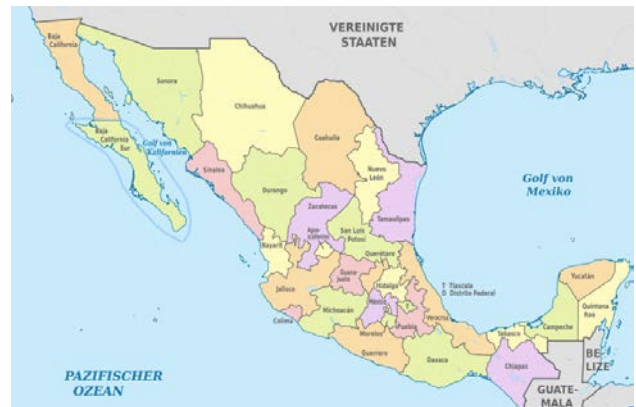 VEREINIGTE
STAATEN
Baja
California
Sonora
Chihuahua
Coahuila
Baja
California
Sur
Golf von
Kalifornien
Sinaloa
Durango
Nuevo
León
Golf von
Mexiko
Zacatecas
Tamaulipas
San Luis
Potosí
Nayarit
Querétaro
Yucatán
Jalisco
Guana-
juato
Hidalgo
T Tlaxcala
D Distrito Federal
Quintana
Roo
Colima
Michoacán
México
Veracruz
Puebla
Campeche
Morelos
Tabasco
Guerrero
Oaxaca
Chiapas
BE
LIZE
PAZIFISCHER
OZEAN
GUATE-
MALA